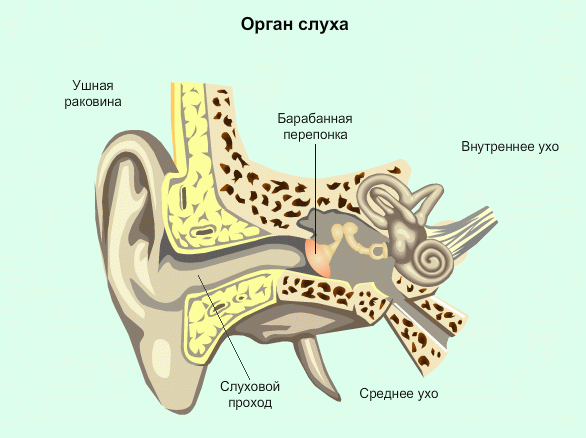 Орган слуха
Ушная
раковина
Барабанная
перепонка
Внутреннее ухо
Слуховой
проход
Среднее ухо